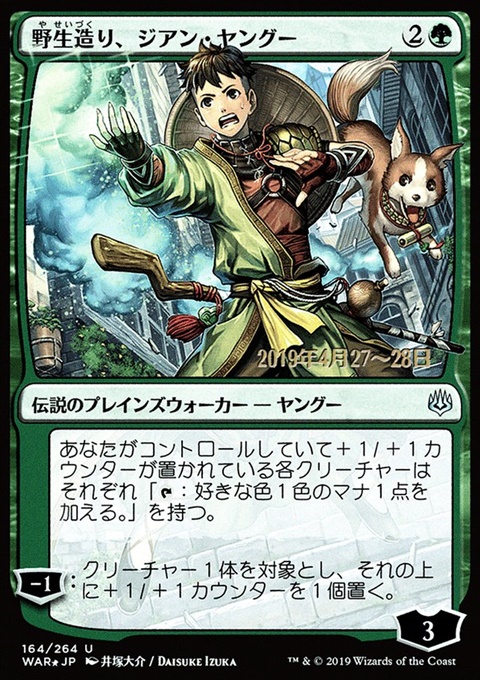 やせいづく
野生造り、ジアン・ヤングー 2
2019年4月27〜28日
伝説のプレインズウォーカー — ヤングー
あなたがコントロールしていて＋1/＋1カ
ウンターが置かれている各クリーチャーは
それぞれ「:好きな色1色のマナ1点を
加える。」を持つ。
-1:クリーチャー1体を対象とし、それの上
に＋1/＋1カウンターを1個置く。
3
164/264 U
WAR★JP 井塚大介 / DAISUKE IZUKA
™ & © 2019 Wizards of the Coast